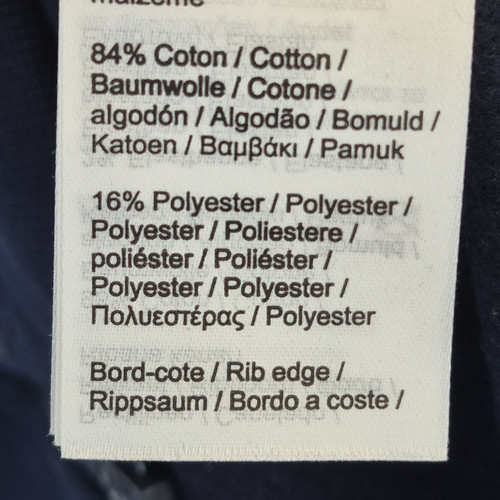 84% Coton / Cotton /
Baumwolle / Cotone /
algodón / Algodão / Bomuld /
Katoen / Βαμβάκι / Pamuk
16% Polyester / Polyester /
Polyester / Poliestere /
poliéster / Poliéster /
Polyester / Polyester /
Πολυεστέρας / Polyester
Bord-cote / Rib edge /
Rippsaum / Bordo a coste /